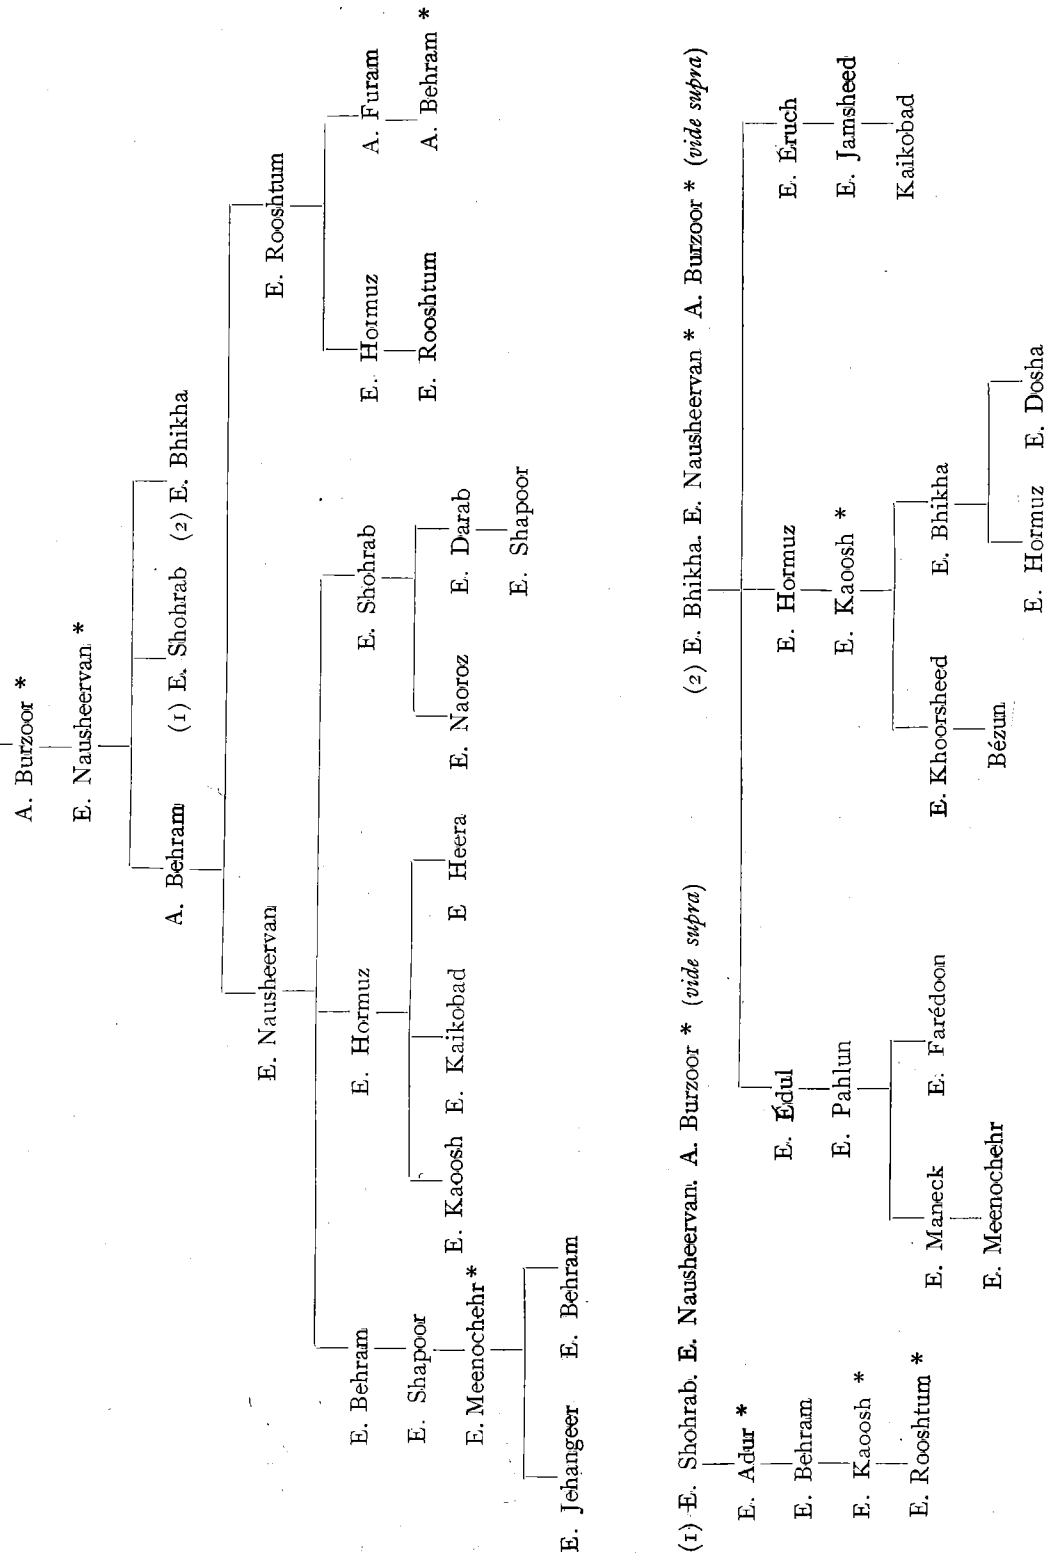 A. Burzoor *
E. Nausheervan *
A. Behram (1) E. Shohrab (2) E. Bhikha
E. Nausheervan E. Rooshtum
E. Behram E. Hormuz E. Shohrab E. Hormuz A. Furam
E. Shapoor E. Rooshtum A. Behram *
E. Kaoosh E. Kaikobad E Heera E. Naoroz E. Darab
E. Meenochehr *
E. Shapoor
E. Jehangeer E. Behram
(1) E. Shohrab. E. Nausheervan. A. Burzoor * (vide supra)
E. Adur *
E. Behram
E. Kaoosh *
E. Rooshtum *
(2) E. Bhikha. E. Nausheervan * A. Burzoor * (vide supra)
E. Édul E. Hormuz E. Éruch
E. Pahlun E. Kaoosh * E. Jamsheed
Kaikobad
E. Maneck E. Farédoon E. Khoorsheed E. Bhikha
E. Meenochehr Bézun
E. Hormuz E. Dosha